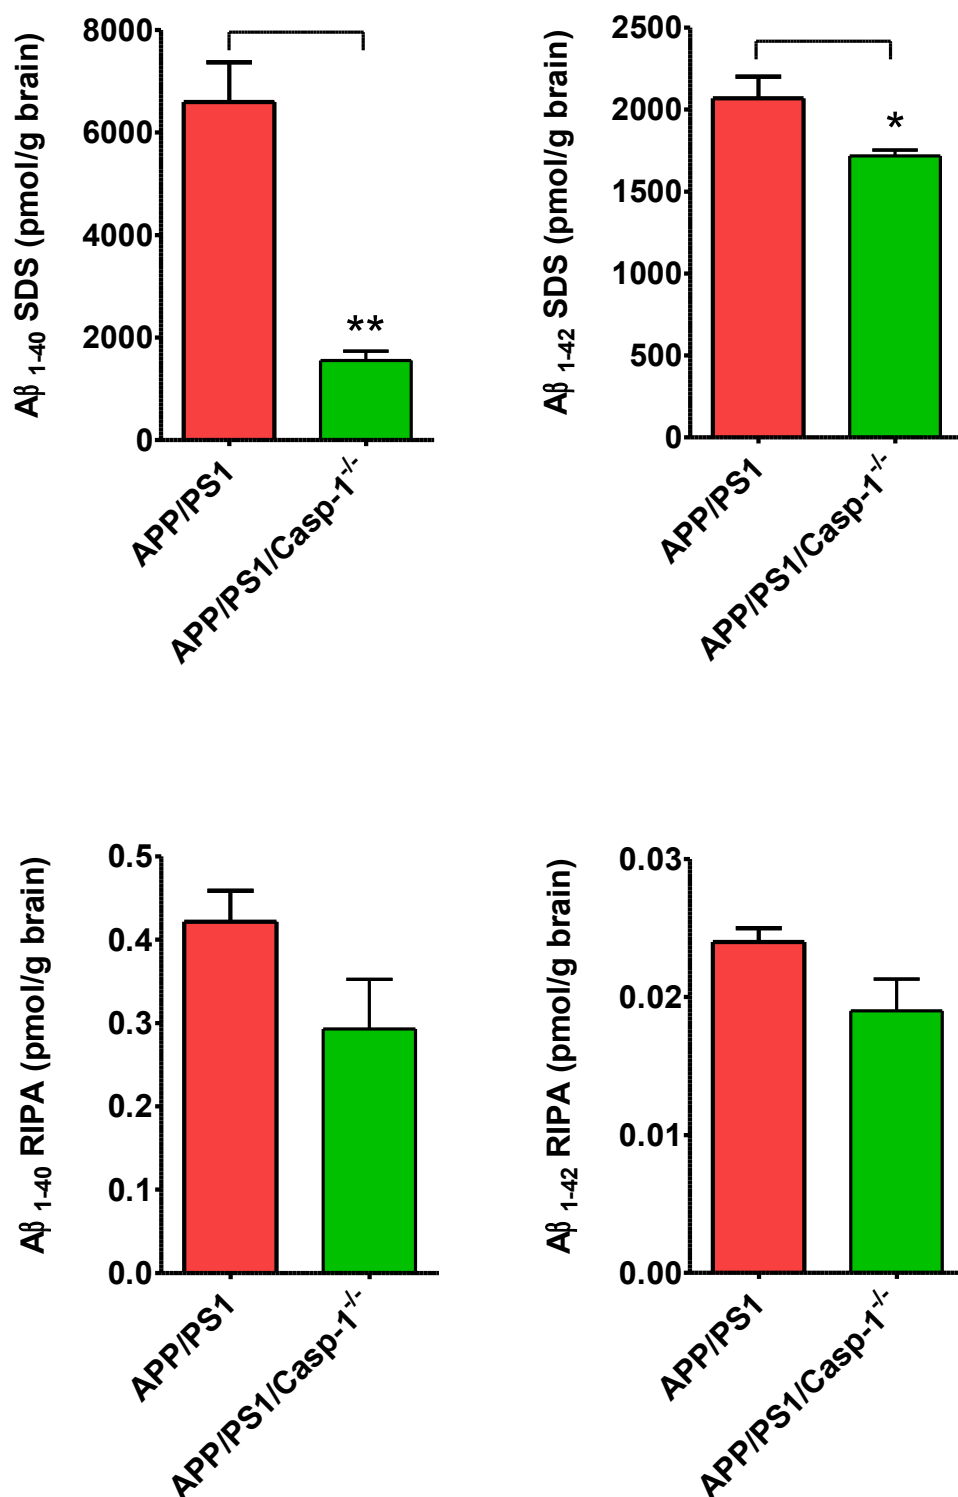 Aβ 1-40 SDS (pmol/g brain)
8000
6000
4000
2000
0
**
APP/PS1
APP/PS1/Casp-1-/-
Aβ 1-42 SDS (pmol/g brain)
2500
2000
1500
1000
500
0
*
APP/PS1
APP/PS1/Casp-1-/-
Aβ 1-40 RIPA (pmol/g brain)
0.5
0.4
0.3
0.2
0.1
0.0
APP/PS1
APP/PS1/Casp-1-/-
Aβ 1-42 RIPA (pmol/g brain)
0.03
0.02
0.01
0.00
APP/PS1
APP/PS1/Casp-1-/-